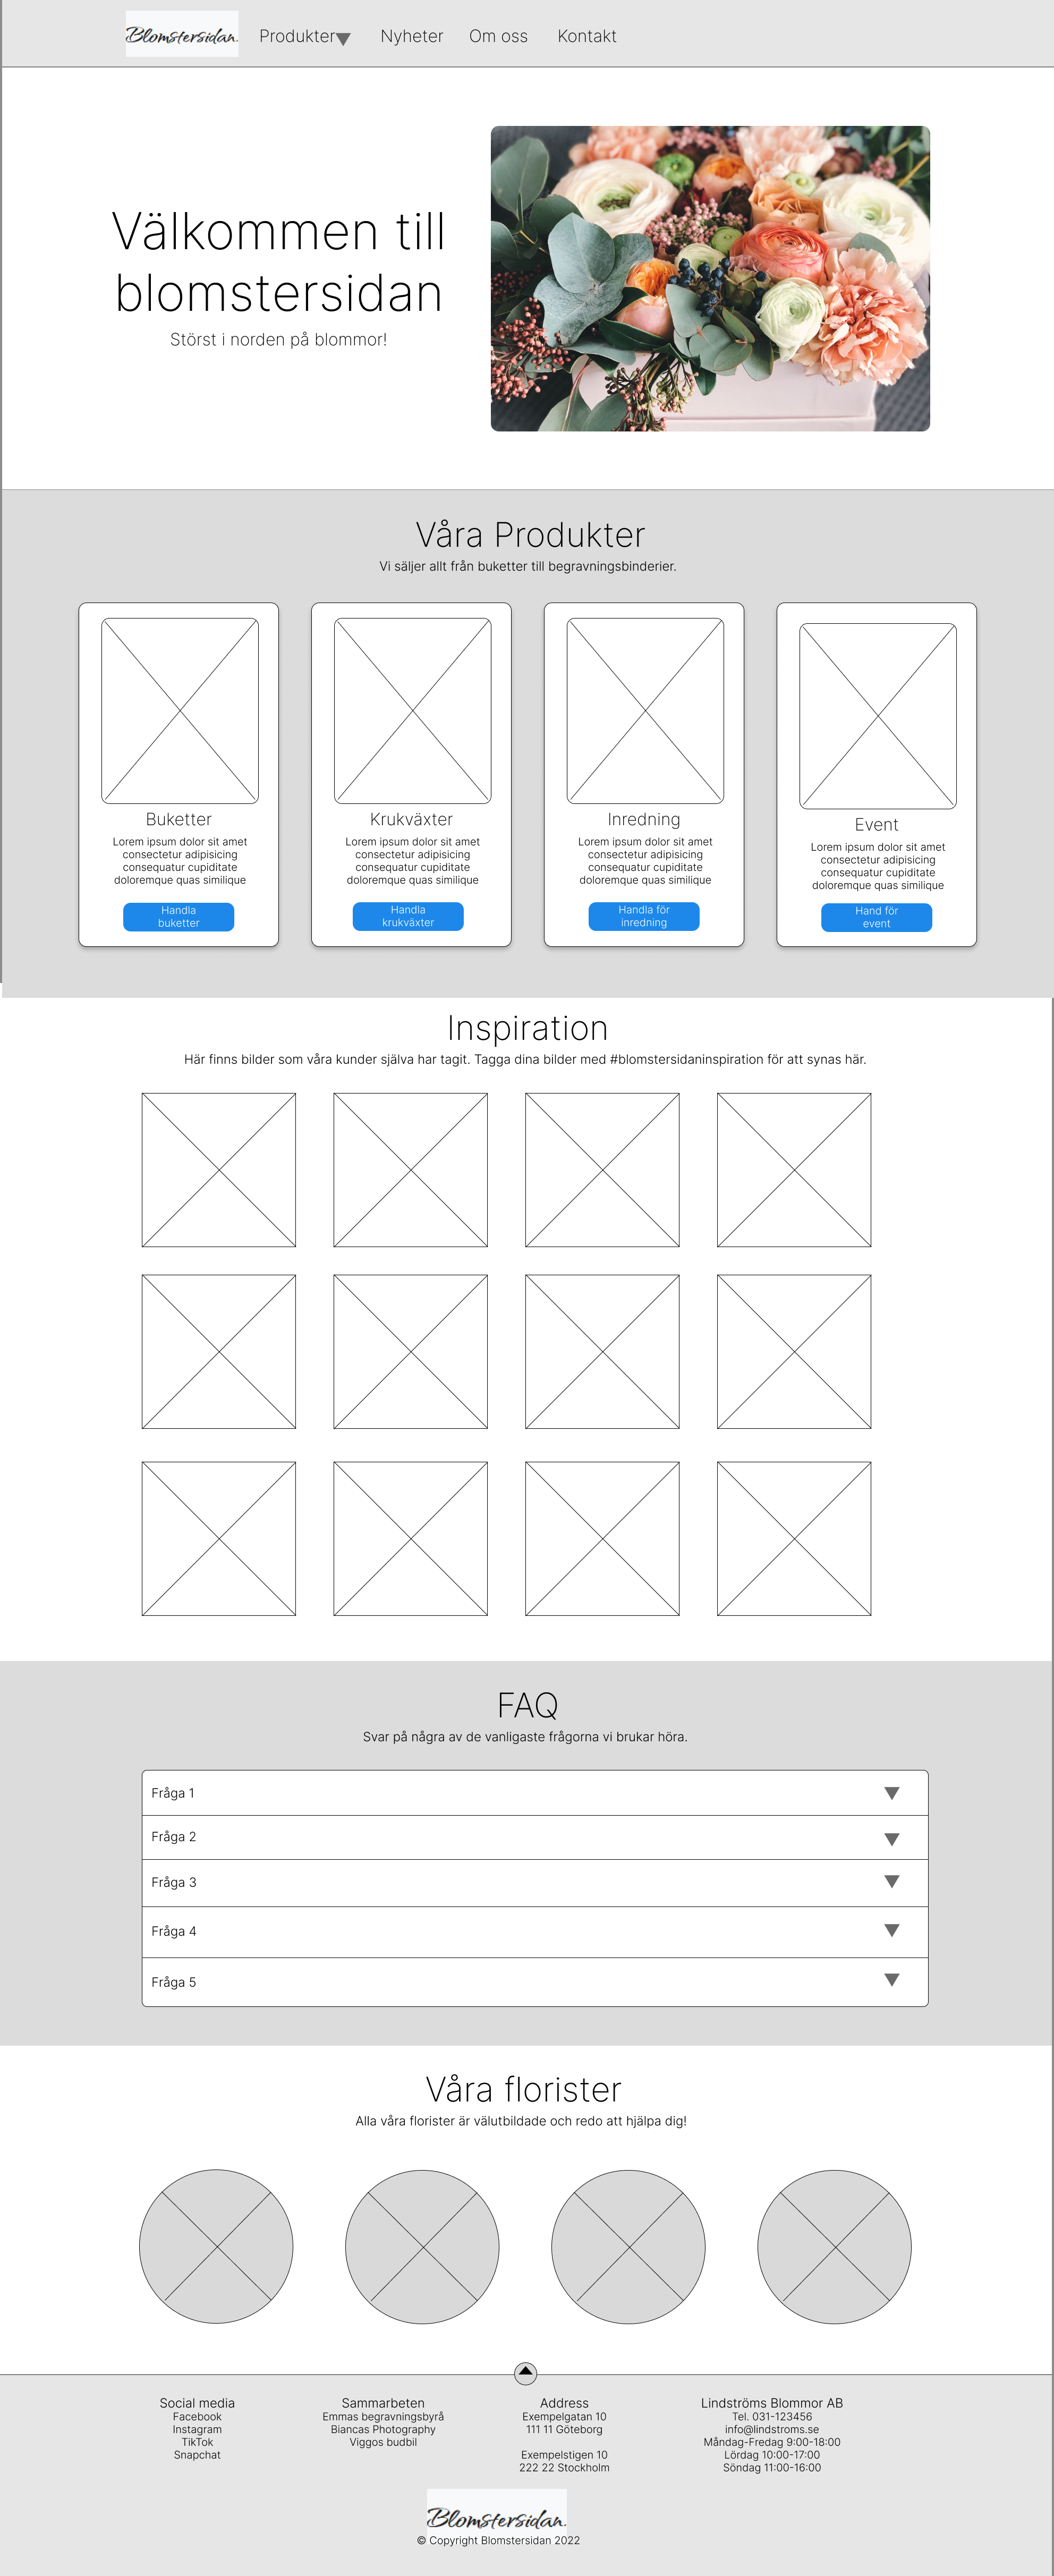 Blomstersidan.
Produkter
Nyheter
Om oss
Kontakt
Välkommen till
blomstersidan
Störst i norden på blommor!
Våra Produkter
Vi säljer allt från buketter till begravningsbinderier.
Buketter
Lorem ipsum dolor sit amet
consectetur adipisicing
consequatur cupiditate
doloremque quas similique
Handla
buketter
Krukväxter
Lorem ipsum dolor sit amet
consectetur adipisicing
consequatur cupiditate
doloremque quas similique
Handla
krukväxter
Inredning
Lorem ipsum dolor sit amet
consectetur adipisicing
consequatur cupiditate
doloremque quas similique
Handla för
inredning
Event
Lorem ipsum dolor sit amet
consectetur adipisicing
consequatur cupiditate
doloremque quas similique
Hand för
event
Inspiration
Här finns bilder som våra kunder själva har tagit. Tagga dina bilder med #blomstersidaninspiration för att synas här.
FAQ
Svar på några av de vanligaste frågorna vi brukar höra.
Fråga 1
Fråga 2
Fråga 3
Fråga 4
Fråga 5
Våra florister
Alla våra florister är välutbildade och redo att hjälpa dig!
Social media
Facebook
Instagram
TikTok
Snapchat
Sammarbeten
Emmas begravningsbyrå
Biancas Photography
Viggos budbil
Address
Exempelgatan 10
111 11 Göteborg
Exempelstigen 10
222 22 Stockholm
Lindströms Blommor AB
Tel. 031-123456
info@lindstroms.se
Måndag-Fredag 9:00-18:00
Lördag 10:00-17:00
Söndag 11:00-16:00
Blomstersidan.
© Copyright Blomstersidan 2022